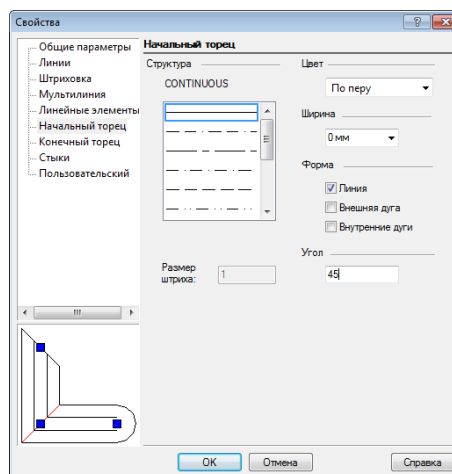 Свойства
Общие параметры
Линии
Штриховка
Мультилиния
Линейные элементы
Начальный торец
Конечный торец
Стыки
Пользовательский
Начальный торец
Структура
CONTINUOUS
Размер
штриха:
1
Цвет
По перу
Ширина
0 мм
Форма
Линия
Внешняя дуга
Внутренние дуги
Угол
45
OK
Отмена
Справка